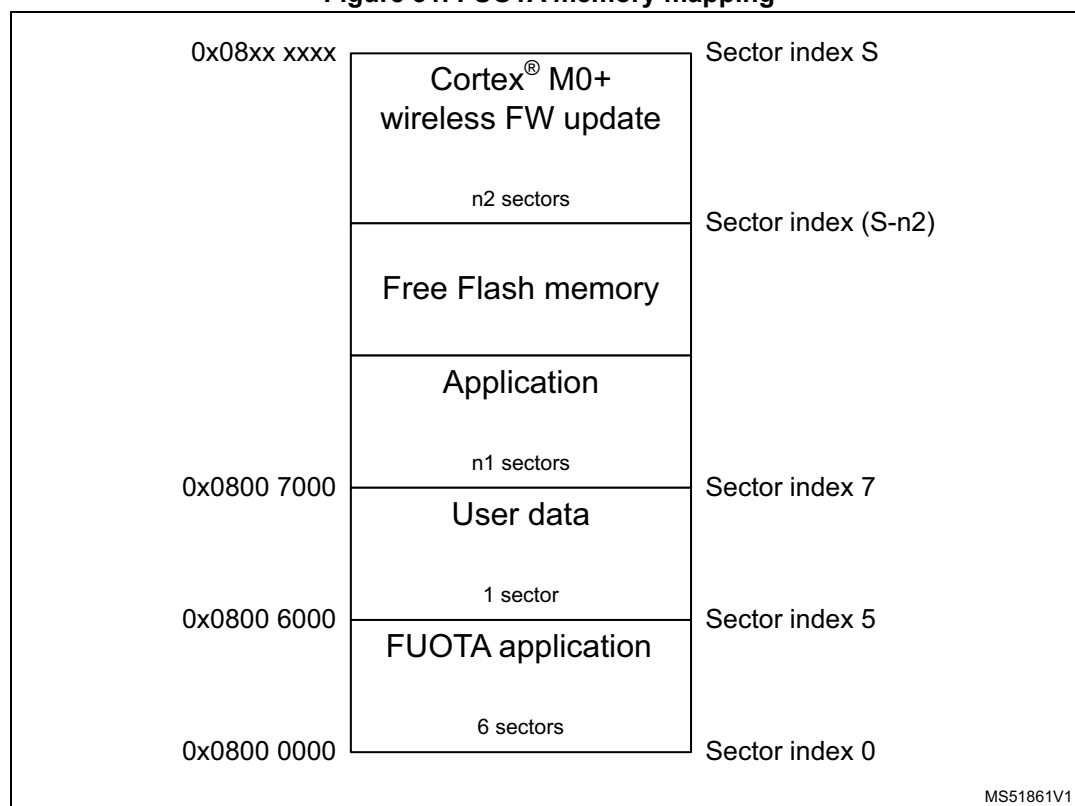 Figure FUOTA memory mapping
0x08xx xxxx
Sector index S
Cortex® M0+
wireless FW update
n2 sectors
Sector index (S-n2)
Free Flash memory
Application
n1 sectors
0x0800 7000
Sector index 7
User data
1 sector
0x0800 6000
Sector index 5
FUOTA application
6 sectors
0x0800 0000
Sector index 0
MS51861V1